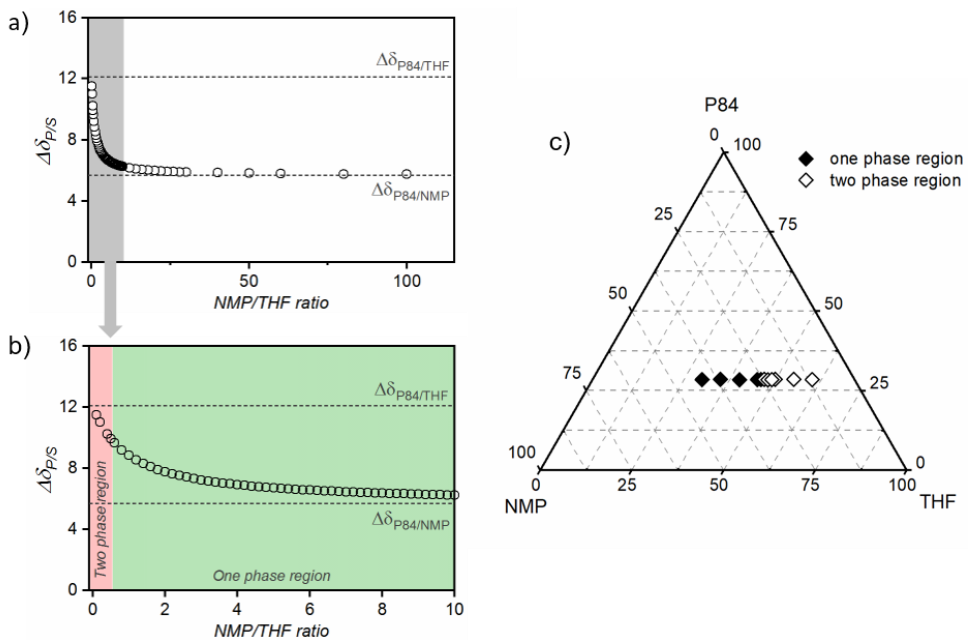 a)
16
12
8
4
0
ΔδP/S
ΔδP84/THF
ΔδP84/NMP
0
50
100
NMP/THF ratio
b)
16
12
8
4
0
ΔδP/S
ΔδP84/THF
ΔδP84/NMP
Two phase region
One phase region
0
2
4
6
8
10
NMP/THF ratio
c)
P84
0
100
one phase region
two phase region
25
75
50
50
75
25
100
0
0
25
50
75
100
NMP
THF